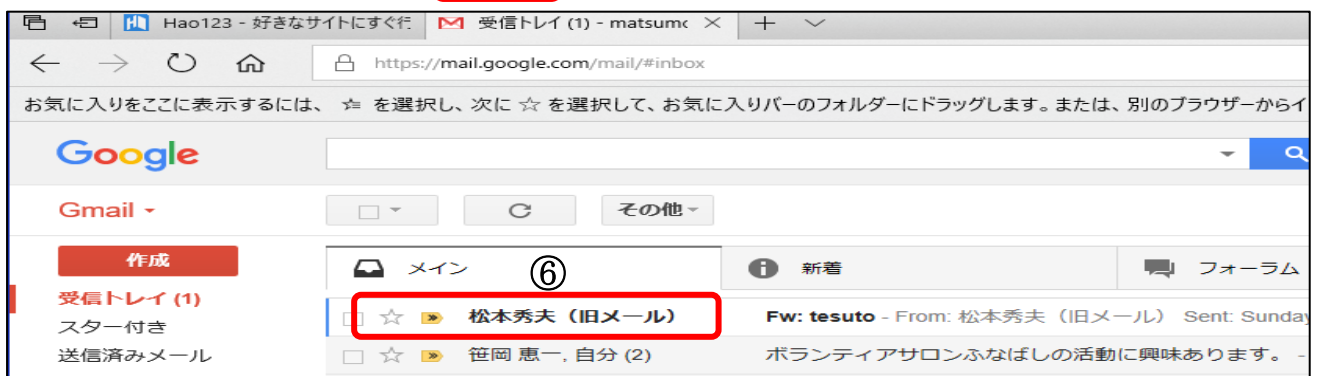 Hao123 - 好きなサイトにすぐ行 受信トレイ (1) - matsumo
https://mail.google.com/mail/#inbox
お気に入りをここに表示するには、 を選択し、次に ☆ を選択して、お気に入りバーのフォルダーにドラッグします。または、別のブラウザーからイ
Google
Gmail その他
作成 メイン ⑥ 新着 フォーラム
受信トレイ (1) 松本秀夫（旧メール） Fw: tesuto - From: 松本秀夫（旧メール） Sent: Sunday
スター付き
送信済みメール 笹岡 恵一, 自分 (2) ボランティアサロンふなばしの活動に興味あります。 -